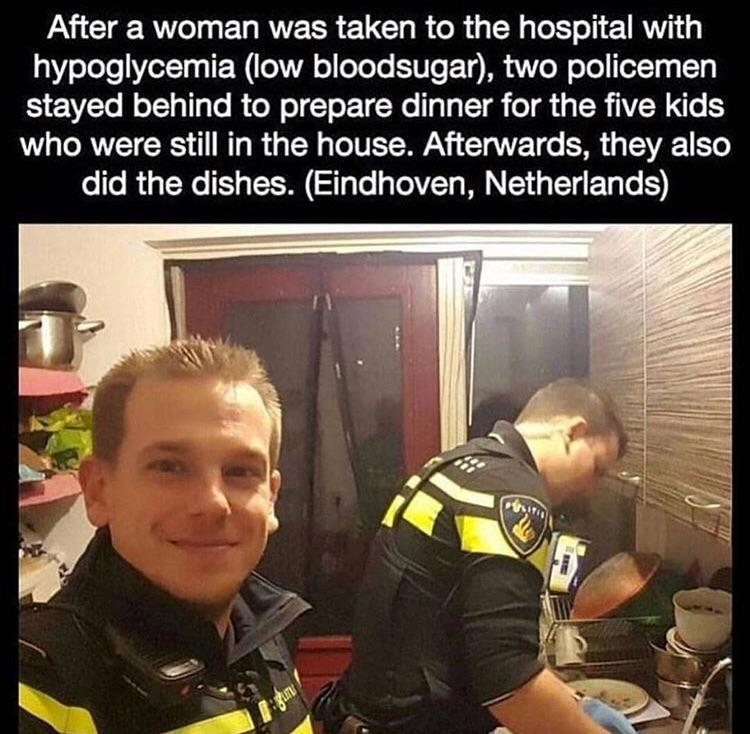 After a woman was taken to the hospital with
hypoglycemia (low bloodsugar), two policemen
stayed behind to prepare dinner for the five kids
who were still in the house. Afterwards, they also
did the dishes. (Eindhoven, Netherlands)
POLITIE